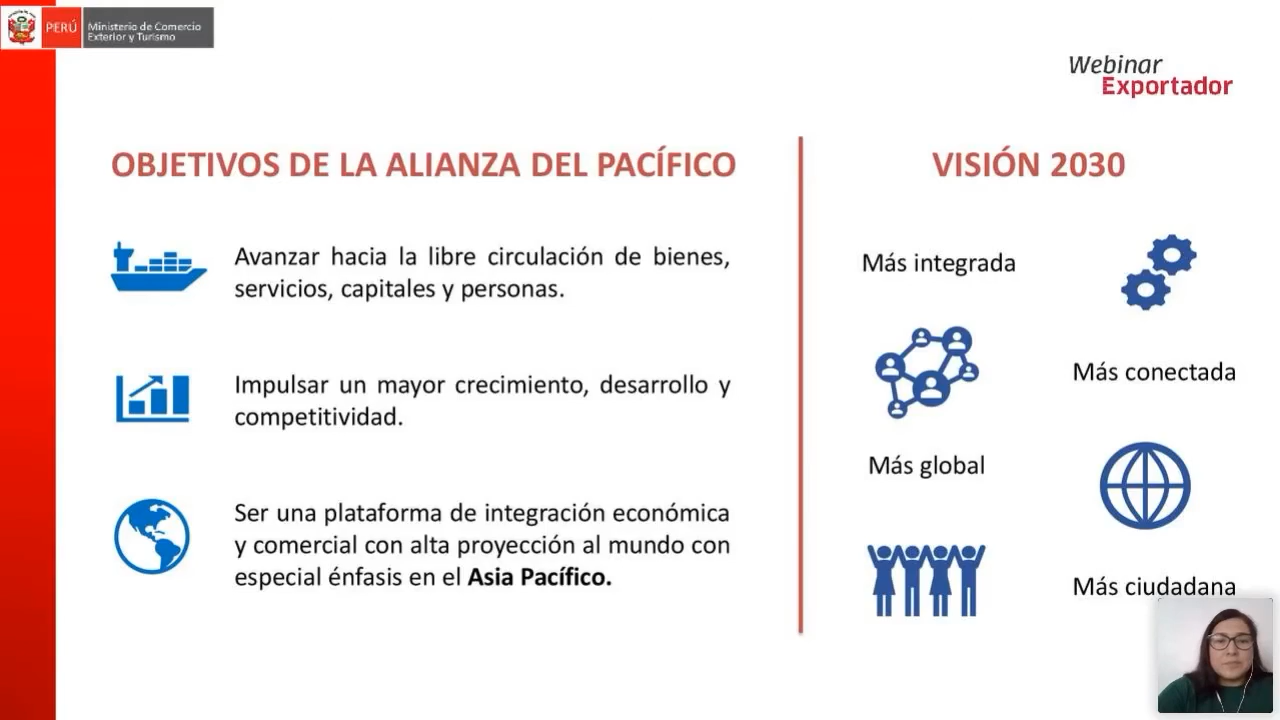 PERÚ
Ministerio de Comercio
Exterior y Turismo
Webinar
Exportador
OBJETIVOS DE LA ALIANZA DEL PACÍFICO
Avanzar hacia la libre circulación de bienes,
servicios, capitales y personas.
Impulsar un mayor crecimiento, desarrollo y
competitividad.
Ser una plataforma de integración económica
y comercial con alta proyección al mundo con
especial énfasis en el Asia Pacífico.
VISIÓN 2030
Más integrada
Más conectada
Más global
Más ciudadana